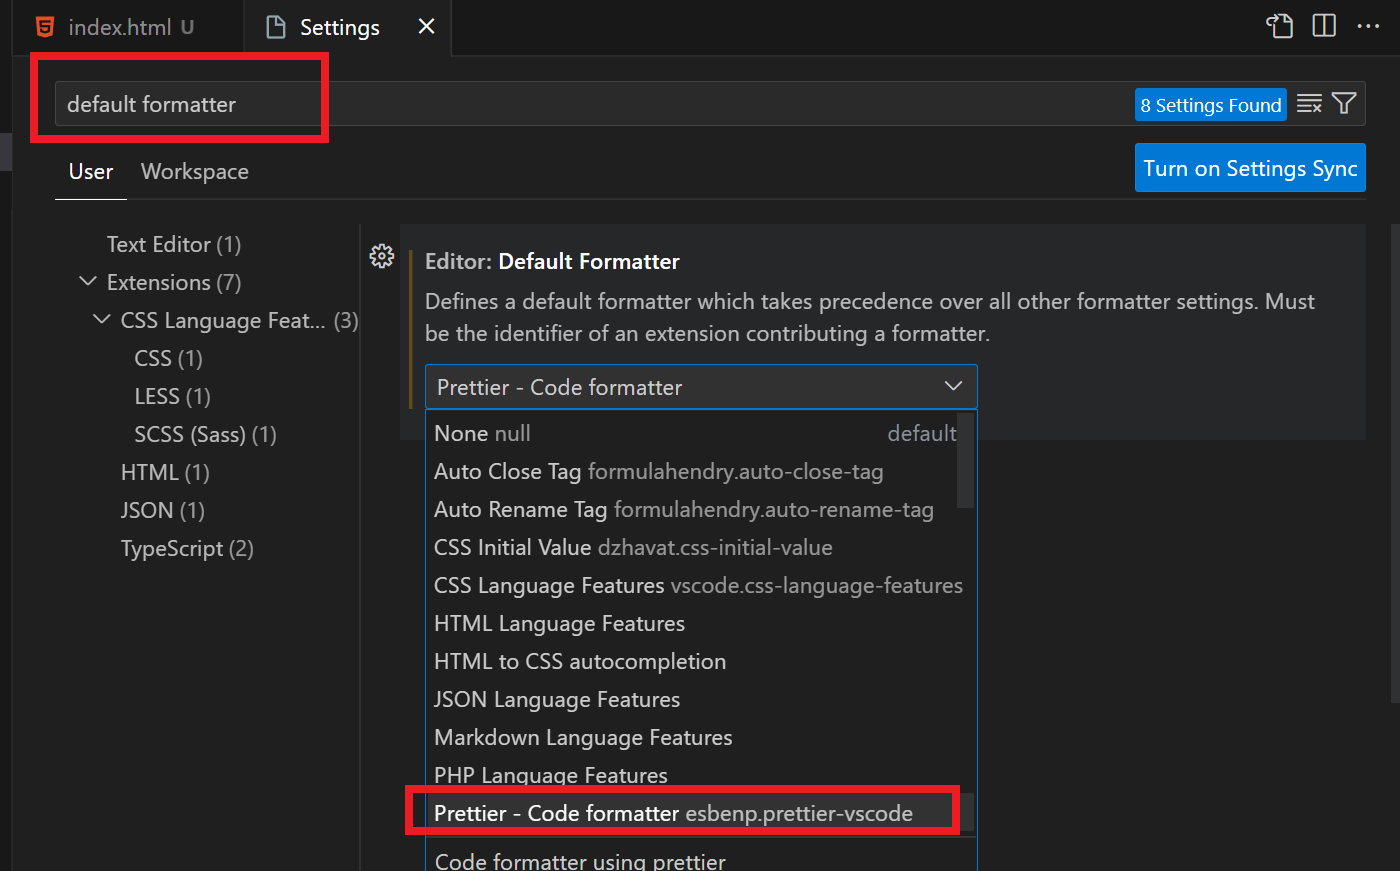 index.html U
Settings
default formatter
8 Settings Found
User
Workspace
Turn on Settings Sync
Text Editor (1)
Extensions (7)
CSS Language Feat... (3)
CSS (1)
LESS (1)
SCSS (Sass) (1)
HTML (1)
JSON (1)
TypeScript (2)
Editor: Default Formatter
Defines a default formatter which takes precedence over all other formatter settings. Must
be the identifier of an extension contributing a formatter.
Prettier - Code formatter
None null default
Auto Close Tag formulahendry.auto-close-tag
Auto Rename Tag formulahendry.auto-rename-tag
CSS Initial Value dzhavat.css-initial-value
CSS Language Features vscode.css-language-features
HTML Language Features
HTML to CSS autocompletion
JSON Language Features
Markdown Language Features
PHP Language Features
Prettier - Code formatter esbenp.prettier-vscode
Code formatter using prettier